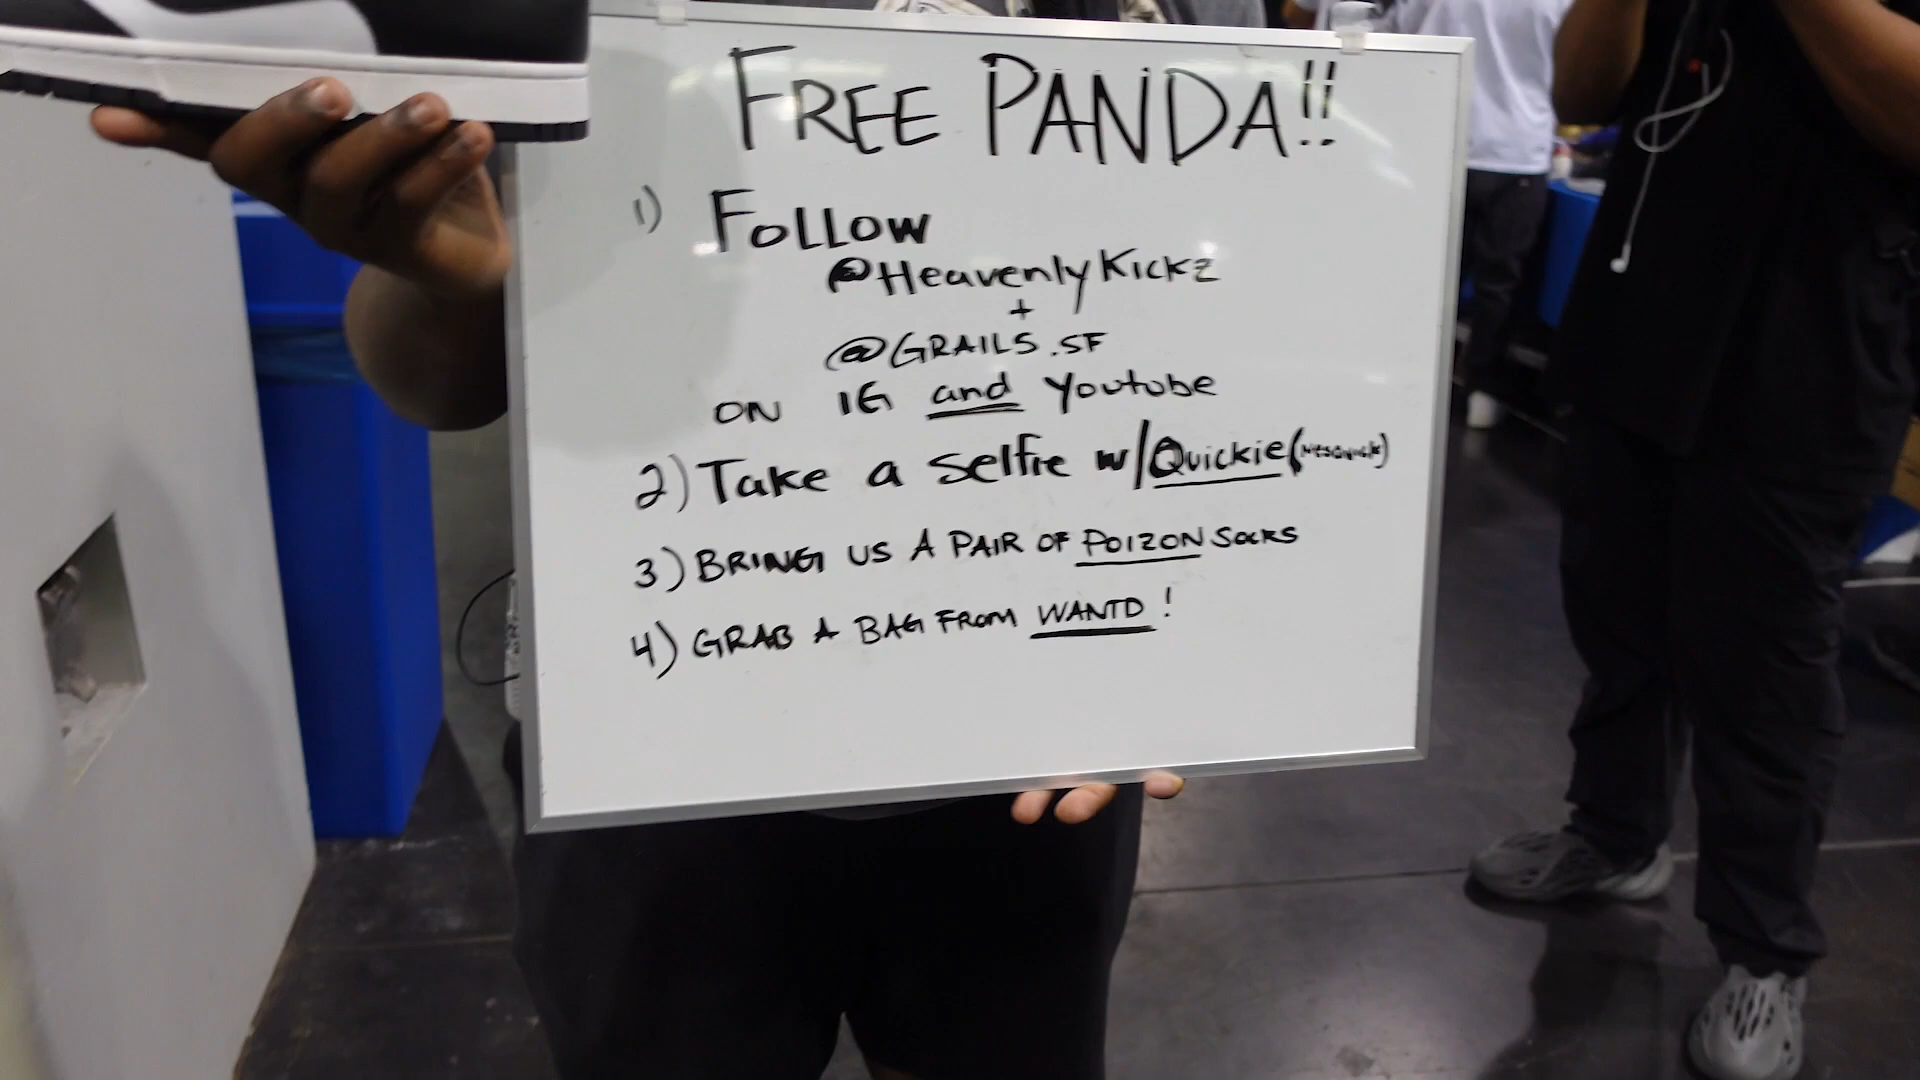 FREE PANDA!!
1) FOLLOW
@HeavenlyKickz
+
@GRAILS.SF
ON IG and Youtube
2) Take a Selfie w/Quickie
3) BRING US A PAIR OF POIZON SOCKS
4) GRAB A BAG FROM WANTD!